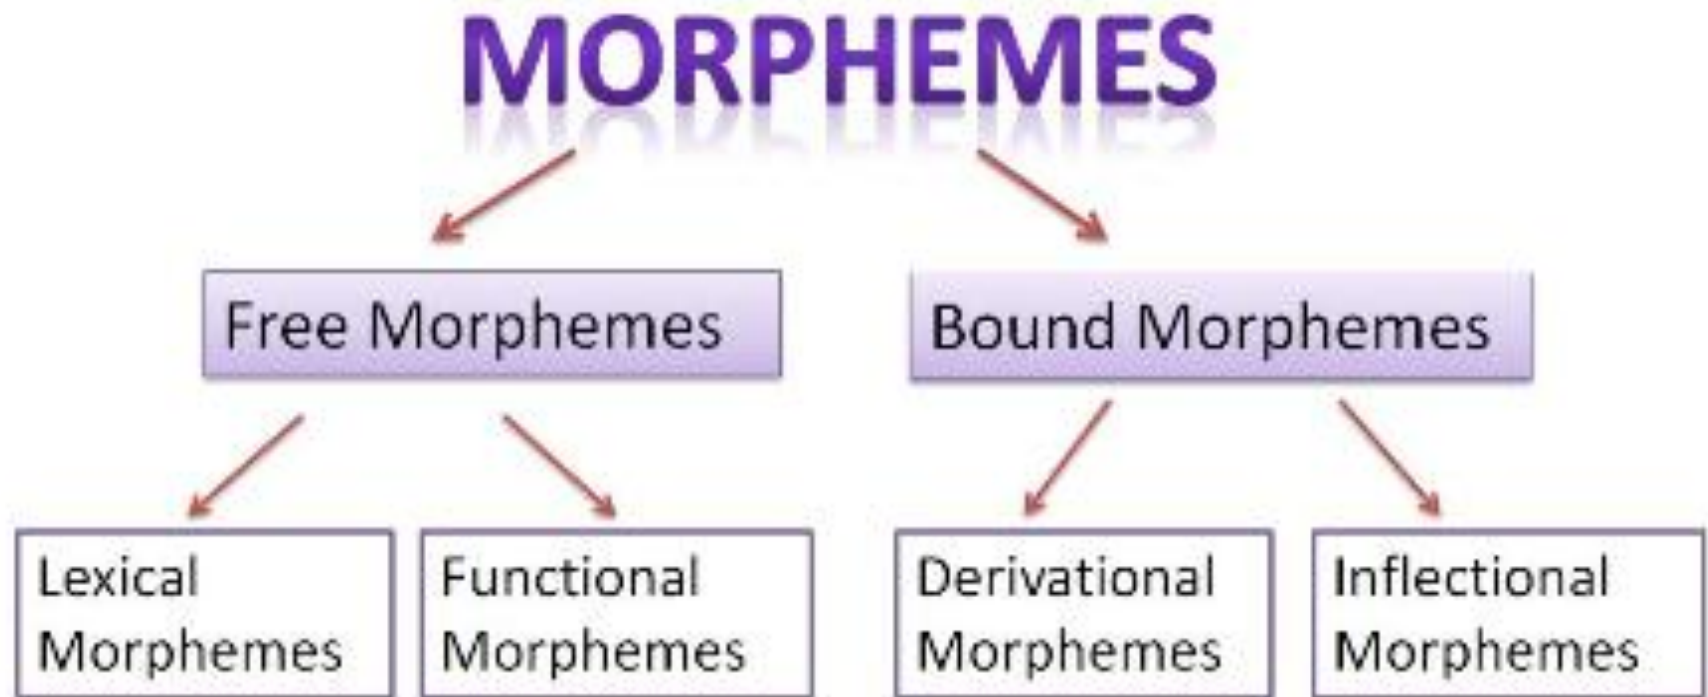 MORPHEMES
Free Morphemes
Bound Morphemes
Lexical
Morphemes
Functional
Morphemes
Derivational
Morphemes
Inflectional
Morphemes